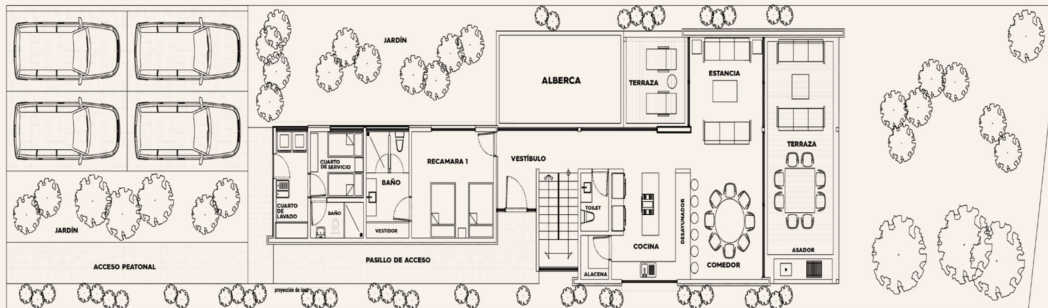 JARDÍN
ALBERCA
TERRAZA
ESTANCIA
CUARTO
DE SERVICIO
BAÑO
RECAMARA 1
VESTÍBULO
TERRAZA
CUARTO
DE
LAVADO
BAÑO
VESTIDOR
TOILET
DESAYUNADOR
JARDÍN
COCINA
ASADOR
ACCESO PEATONAL
PASILLO DE ACCESO
ALACENA
COMEDOR